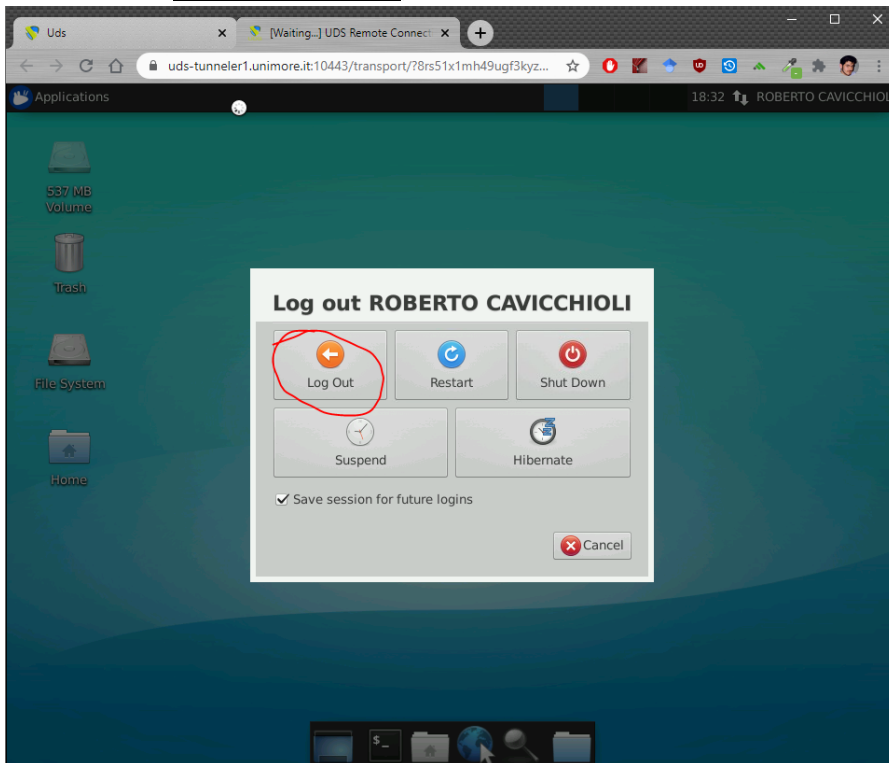 Uds
[Waiting...] UDS Remote Connect
uds-tunneler1.unimore.it:10443/transport/?8rs51x1mh49ugf3kyz...
Applications
18:32 ROBERTO CAVICCHIOL
537 MB
Volume
Trash
File System
Home
Log out ROBERTO CAVICCHIOLI
Log Out
Restart
Shut Down
Suspend
Hibernate
Save session for future logins
Cancel
$_